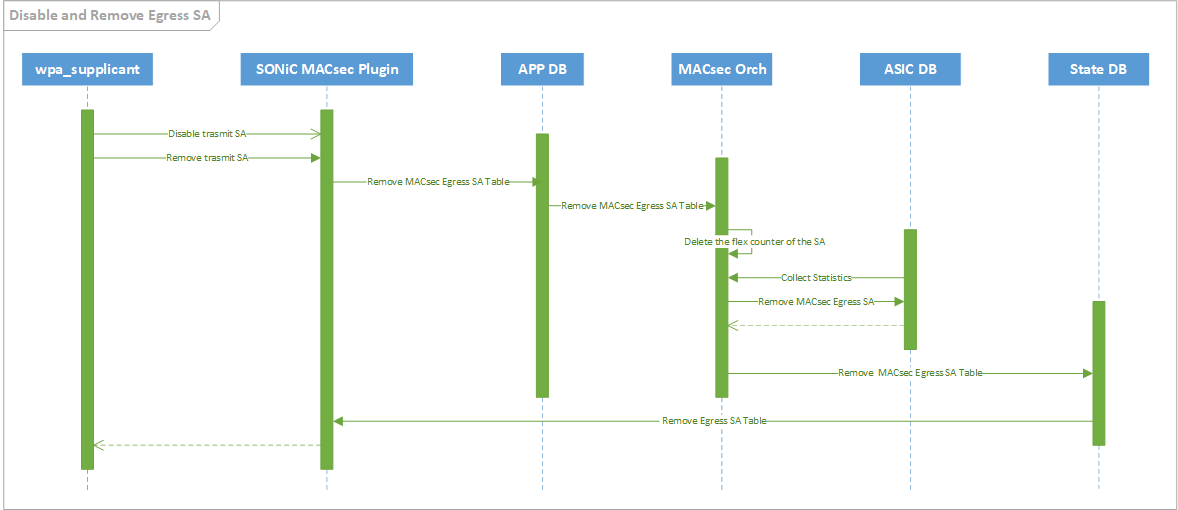 Disable and Remove Egress SA
wpa_supplicant
SONiC MACsec Plugin
APP DB
MACsec Orch
ASIC DB
State DB
Disable trasmit SA
Remove trasmit SA
Remove MACsec Egress SA Table
Remove MACsec Egress SA Table
Delete the flex counter of the SA
Collect Statistics
Remove MACsec Egress SA
Remove  MACsec Egress SA Table
Remove Egress SA Table